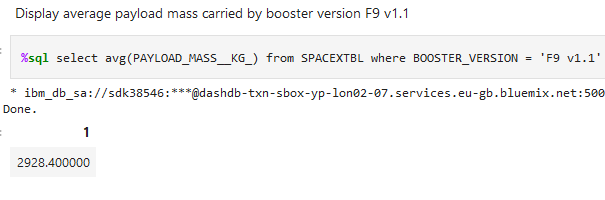 Display average payload mass carried by booster version F9 v1.1
%sql select avg(PAYLOAD_MASS__KG_) from SPACEXTBL where BOOSTER_VERSION = 'F9 v1.1'
* ibm_db_sa://sdk38546:***@dashdb-txn-sbox-yp-lon02-07.services.eu-gb.bluemix.net:500
Done.
1
2928.400000